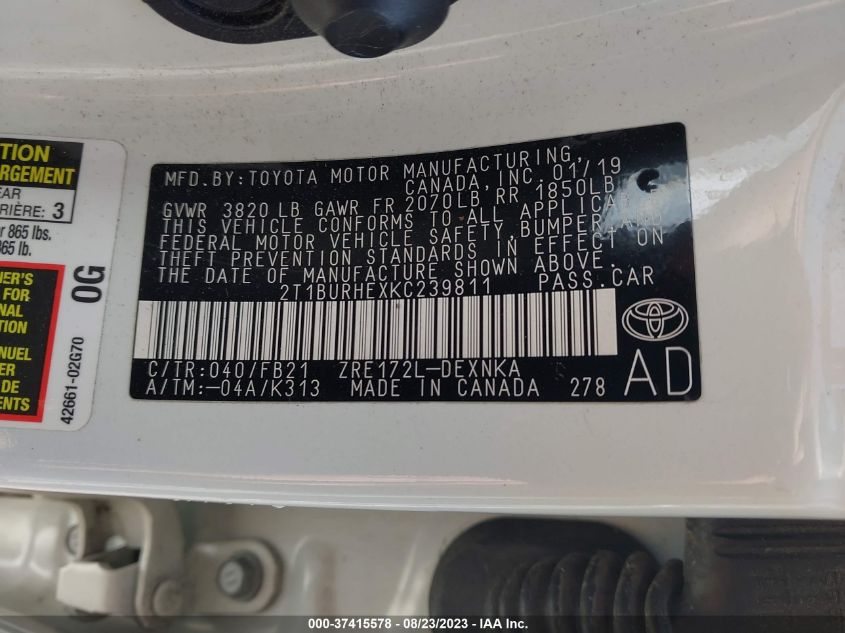 TION
RGEMENT
EAR
RRIÈRE: 3
r 865 lbs.
865 lb.
ER'S
FOR
NAL
TION
NUEL
E DE
R
ENTS
0G
42661-02G70
MFD.BY:TOYOTA MOTOR MANUFACTURING,
CANADA, INC. 01/19
GVWR 3820 LB GAWR FR 2070LB, RR 1850LB
THIS VEHICLE CONFORMS TO ALL APPLICABLE
FEDERAL MOTOR VEHICLE SAFETY, BUMPER, AND
THEFT PREVENTION STANDARDS IN EFFECT ON
THE DATE OF MANUFACTURE SHOWN ABOVE.
2T1BURHEXKC239811 PASS.CAR
C/TR:040/FB21 ZRE172L-DEXNKA
A/TM:-04A/K313 MADE IN CANADA 278
AD
000-37415578 - 08/23/2023 - IAA Inc.